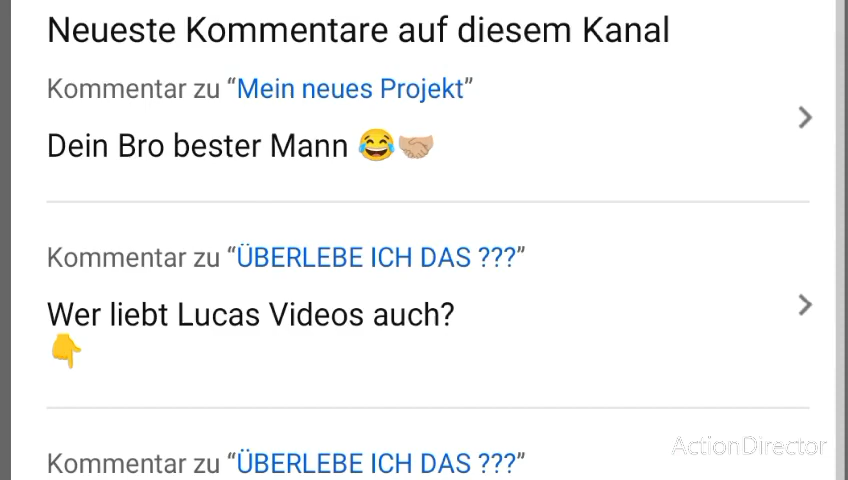 Neueste Kommentare auf diesem Kanal
Kommentar zu “Mein neues Projekt”
Dein Bro bester Mann 😂🤝🏼
Kommentar zu “ÜBERLEBE ICH DAS ???”
Wer liebt Lucas Videos auch?
👇
Kommentar zu “ÜBERLEBE ICH DAS ???”
ActionDirector